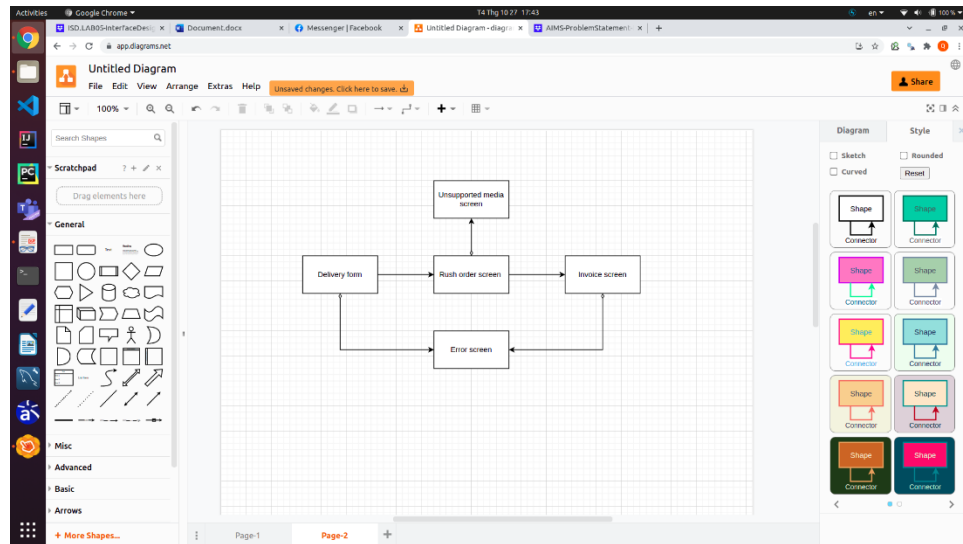 Activities
Google Chrome
T4 Thg 10 27 17:43
en
100 %
ISD.LAB05-InterfaceDesig
Document.docx
Messenger | Facebook
Untitled Diagram - diagra
AIMS-ProblemStatement
app.diagrams.net
Untitled Diagram
File Edit View Arrange Extras Help
Unsaved changes. Click here to save.
Share
100%
Search Shapes
Scratchpad
Drag elements here
General
Text
Misc
Advanced
Basic
Arrows
+ More Shapes...
Unsupported media
screen
Delivery form
Rush order screen
Invoice screen
Error screen
Page-1
Page-2
Diagram
Style
Sketch
Rounded
Curved
Reset
Shape
Shape
Connector
Connector
Shape
Shape
Connector
Connector
Shape
Shape
Connector
Connector
Shape
Shape
Connector
Connector
Shape
Shape
Connector
Connector